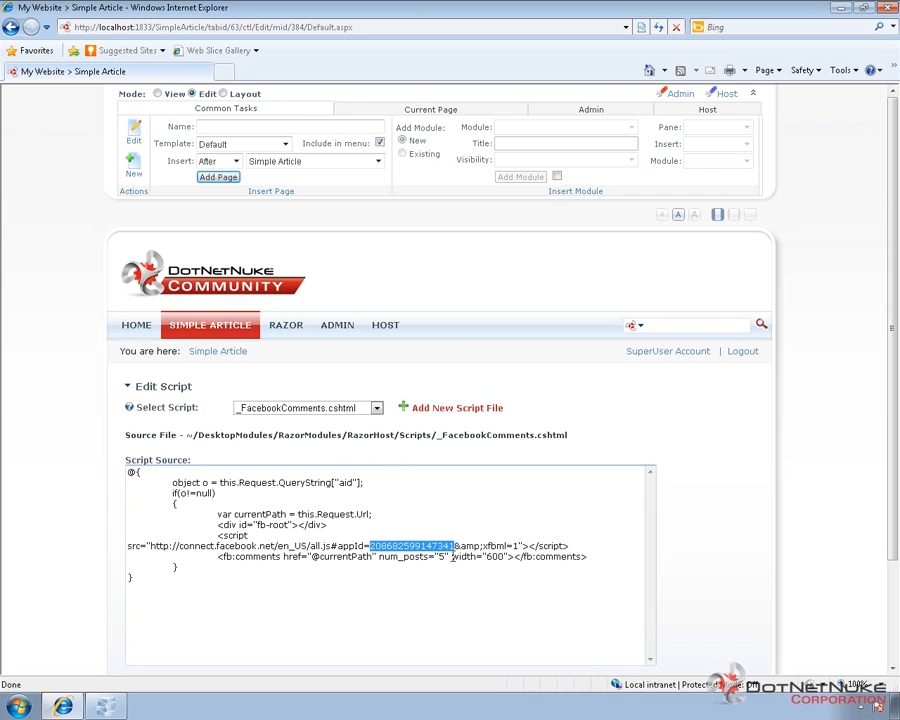 My Website > Simple Article - Windows Internet Explorer
http://localhost:1833/SimpleArticle/tabid/63/ctl/Edit/mid/384/Default.aspx
Bing
Favorites
Suggested Sites
Web Slice Gallery
My Website > Simple Article
Page
Safety
Tools
Mode:
View
Edit
Layout
Admin
Host
Common Tasks
Current Page
Admin
Host
Edit
New
Actions
Name:
Template:
Default
Include in menu:
Insert:
After
Simple Article
Add Page
Insert Page
Add Module:
New
Existing
Module:
Title:
Visibility:
Pane:
Insert:
Module:
Add Module
Insert Module
A A A
DotNetNuke
COMMUNITY
HOME
SIMPLE ARTICLE
RAZOR
ADMIN
HOST
You are here: Simple Article
SuperUser Account | Logout
Edit Script
Select Script:
_FacebookComments.cshtml
Add New Script File
Source File - ~/DesktopModules/RazorModules/RazorHost/Scripts/_FacebookComments.cshtml
Script Source:
@{
object o = this.Request.QueryString["aid"];
if(o!=null)
{
var currentPath = this.Request.Url;
<div id="fb-root"></div>
<script
src="http://connect.facebook.net/en_US/all.js#appId=208682599147341&amp;xfbml=1"></script>
<fb:comments href="@currentPath" num_posts="5" width="600"></fb:comments>
}
}
Done
Local intranet | Protected Mode: Off
100%
DotNetNuke
CORPORATION